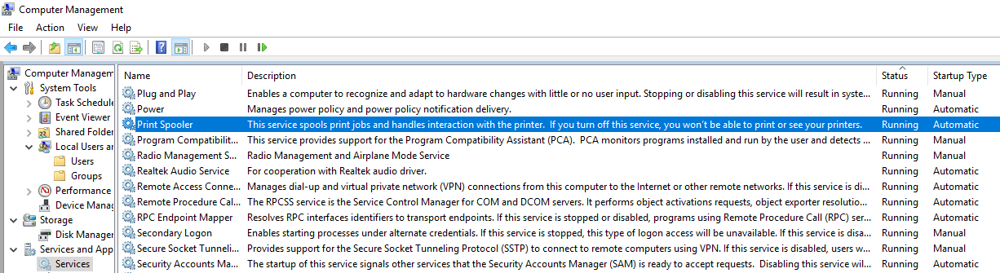 Computer Management
File Action View Help
Computer Managemen
System Tools
Task Schedule
Event Viewer
Shared Folder
Local Users ar
Users
Groups
Performance
Device Manag
Storage
Disk Managem
Services and App
Services
Name Description Status Startup Type
Plug and Play Enables a computer to recognize and adapt to hardware changes with little or no user input. Stopping or disabling this service will result in syste... Running Manual
Power Manages power policy and power policy notification delivery. Running Automatic
Print Spooler This service spools print jobs and handles interaction with the printer. If you turn off this service, you won't be able to print or see your printers. Running Automatic
Program Compatibilit... This service provides support for the Program Compatibility Assistant (PCA). PCA monitors programs installed and run by the user and detects ... Running Manual
Radio Management S... Radio Management and Airplane Mode Service Running Manual
Realtek Audio Service For cooperation with Realtek audio driver. Running Automatic
Remote Access Conne... Manages dial-up and virtual private network (VPN) connections from this computer to the Internet or other remote networks. If this service is di... Running Automatic
Remote Procedure Cal... The RPCSS service is the Service Control Manager for COM and DCOM servers. It performs object activations requests, object exporter resolutio... Running Automatic
RPC Endpoint Mapper Resolves RPC interfaces identifiers to transport endpoints. If this service is stopped or disabled, programs using Remote Procedure Call (RPC) ser... Running Automatic
Secondary Logon Enables starting processes under alternate credentials. If this service is stopped, this type of logon access will be unavailable. If this service is disa... Running Manual
Secure Socket Tunneli... Provides support for the Secure Socket Tunneling Protocol (SSTP) to connect to remote computers using VPN. If this service is disabled, users w... Running Manual
Security Accounts Ma... The startup of this service signals other services that the Security Accounts Manager (SAM) is ready to accept requests. Disabling this service wil... Running Automatic